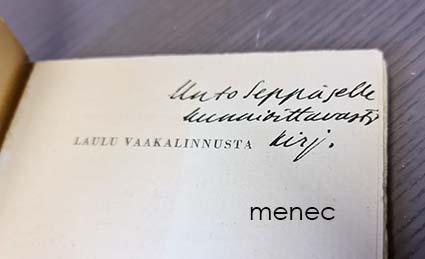 Unto Seppäselle
kunnioittavasti
kirj.
LAULU VAAKALINNUSTA
menec